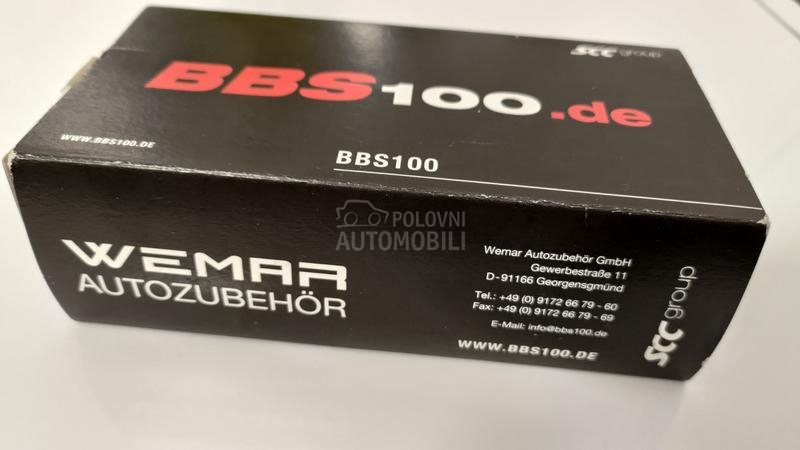 SCC group
BBS100.de
WWW.BBS100.DE
BBS100
POLOVNI
AUTOMOBILI
WEMAR
AUTOZUBEHÖR
Wemar Autozubehör GmbH
Gewerbestraße 11
D-91166 Georgensgmünd
Tel.: +49 (0) 9172 66 79 - 60
Fax: +49 (0) 9172 66 79 - 69
E-Mail: info@bbs100.de
WWW.BBS100.DE
SCC group